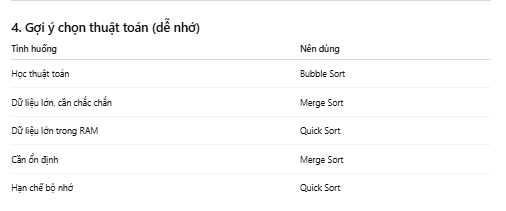 4. Gợi ý chọn thuật toán (dễ nhớ)
Tình huống Nên dùng
Học thuật toán Bubble Sort
Dữ liệu lớn, cần chắc chắn Merge Sort
Dữ liệu lớn trong RAM Quick Sort
Cần ổn định Merge Sort
Hạn chế bộ nhớ Quick Sort